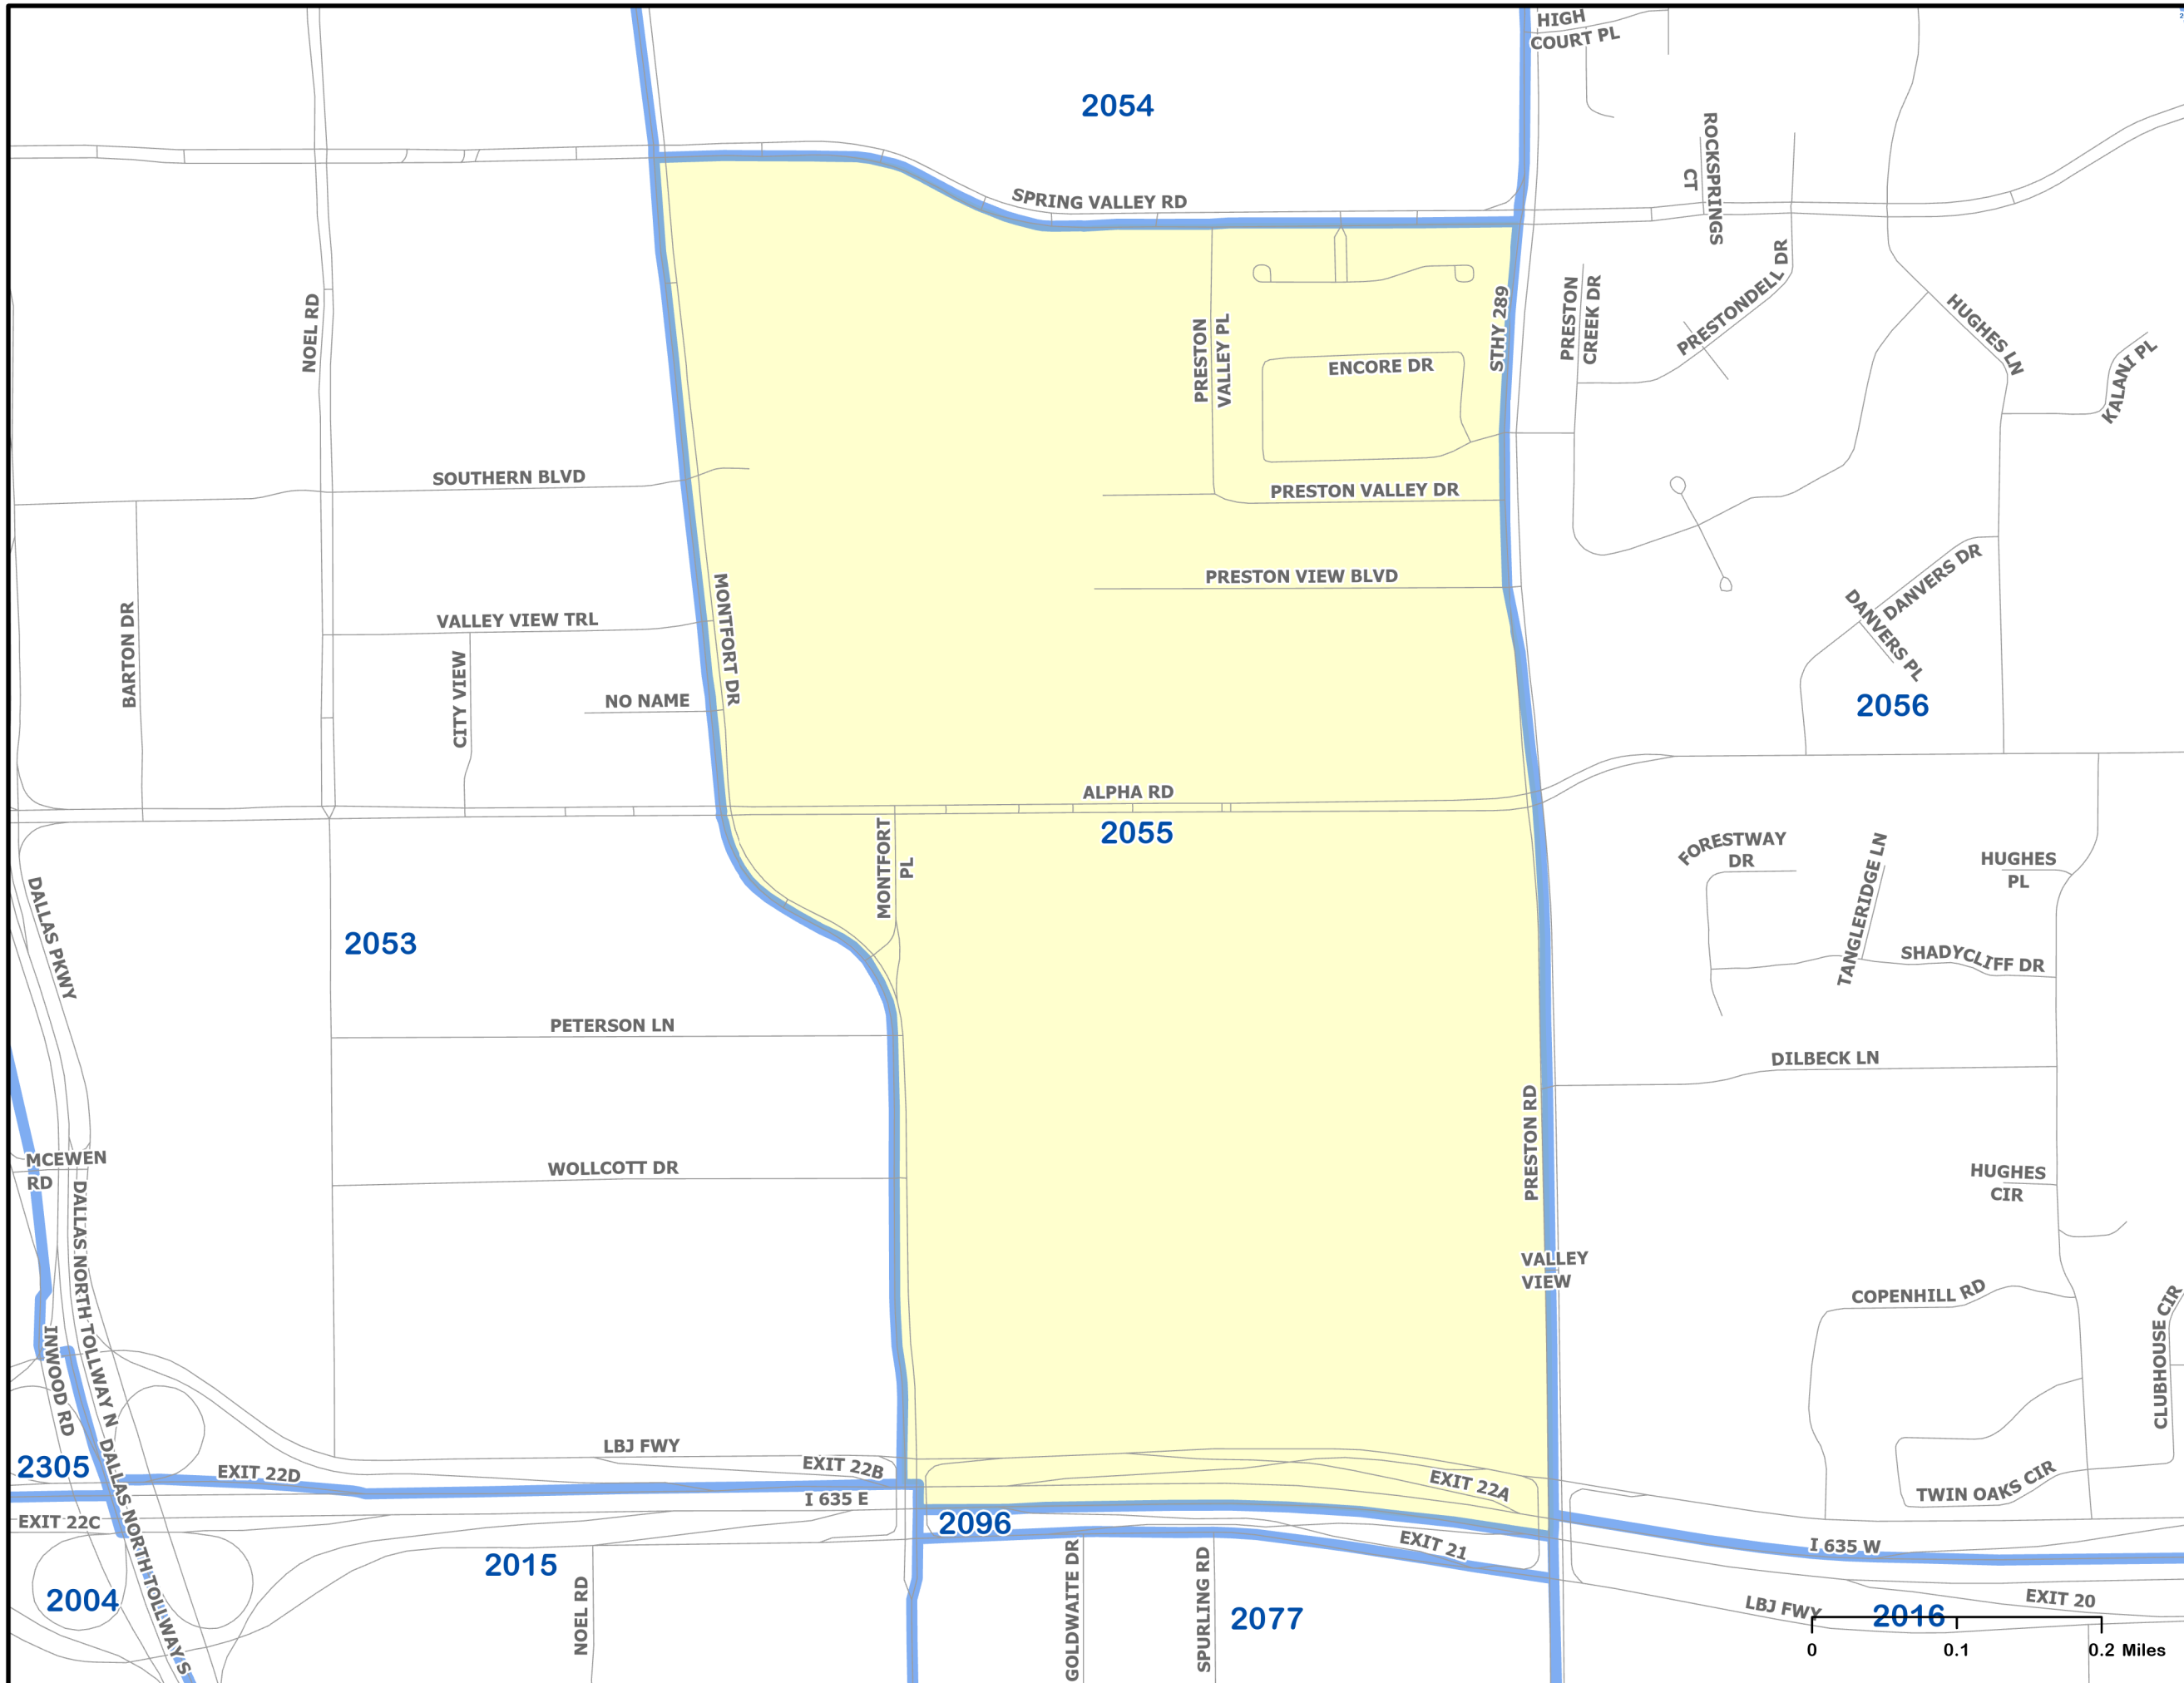 HIGH
COURT PL
2054
ROCKSPRINGS
CT
SPRING VALLEY RD
NOEL RD
PRESTON
VALLEY PL
STHY 289
PRESTON
CREEK DR
PRESTONDELL DR
HUGHES LN
KALANI PL
ENCORE DR
SOUTHERN BLVD
PRESTON VALLEY DR
PRESTON VIEW BLVD
DANVERS DR
DANVERS PL
BARTON DR
VALLEY VIEW TRL
CITY VIEW
NO NAME
MONTFORT DR
2056
ALPHA RD
2055
MONTFORT
PL
FORESTWAY
DR
TANGLERIDGE LN
HUGHES
PL
DALLAS PKWY
2053
SHADYCLIFF DR
PETERSON LN
DILBECK LN
PRESTON RD
MCEWEN
RD
WOLLCOTT DR
HUGHES
CIR
DALLAS NORTH TOLLWAY N
VALLEY
VIEW
COPENHILL RD
CLUBHOUSE CIR
INWOOD RD
LBJ FWY
2305
EXIT 22D
EXIT 22B
EXIT 22A
TWIN OAKS CIR
I 635 E
EXIT 22C
2096
EXIT 21
I 635 W
DALLAS NORTH TOLLWAY S
2015
2004
NOEL RD
GOLDWAITE DR
SPURLING RD
2077
LBJ FWY
2016
EXIT 20
0 0.1 0.2 Miles